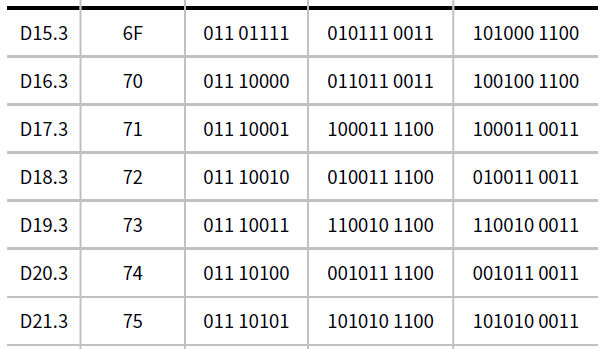 D15.3 6F 011 01111 010111 0011 101000 1100
D16.3 70 011 10000 011011 0011 100100 1100
D17.3 71 011 10001 100011 1100 100011 0011
D18.3 72 011 10010 010011 1100 010011 0011
D19.3 73 011 10011 110010 1100 110010 0011
D20.3 74 011 10100 001011 1100 001011 0011
D21.3 75 011 10101 101010 1100 101010 0011